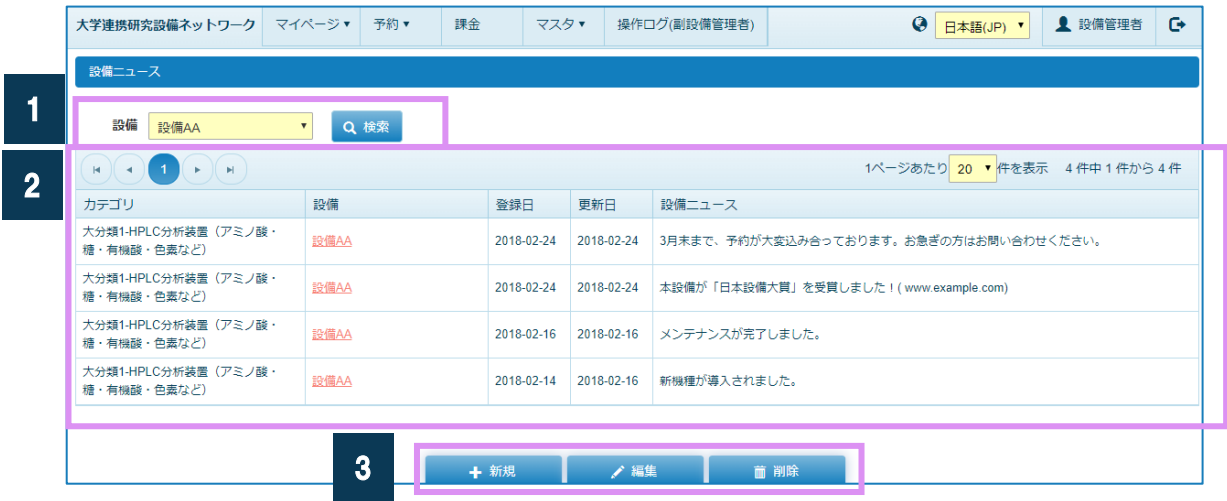 大学連携研究設備ネットワーク マイページ▼ 予約▼ 課金 マスタ▼ 操作ログ(副設備管理者) 日本語(JP) ▼ 設備管理者
設備ニュース
1
設備 設備AA ▼ 検索
2
1 1ページあたり 20 ▼ 件を表示 4 件中 1 件から 4 件
カテゴリ 設備 登録日 更新日 設備ニュース
大分類1-HPLC分析装置（アミノ酸・
糖・有機酸・色素など） 設備AA 2018-02-24 2018-02-24 3月末まで、予約が大変込み合っております。お急ぎの方はお問い合わせください。
大分類1-HPLC分析装置（アミノ酸・
糖・有機酸・色素など） 設備AA 2018-02-24 2018-02-24 本設備が「日本設備大賞」を受賞しました！( www.example.com)
大分類1-HPLC分析装置（アミノ酸・
糖・有機酸・色素など） 設備AA 2018-02-16 2018-02-16 メンテナンスが完了しました。
大分類1-HPLC分析装置（アミノ酸・
糖・有機酸・色素など） 設備AA 2018-02-14 2018-02-16 新機種が導入されました。
3
新規 編集 削除